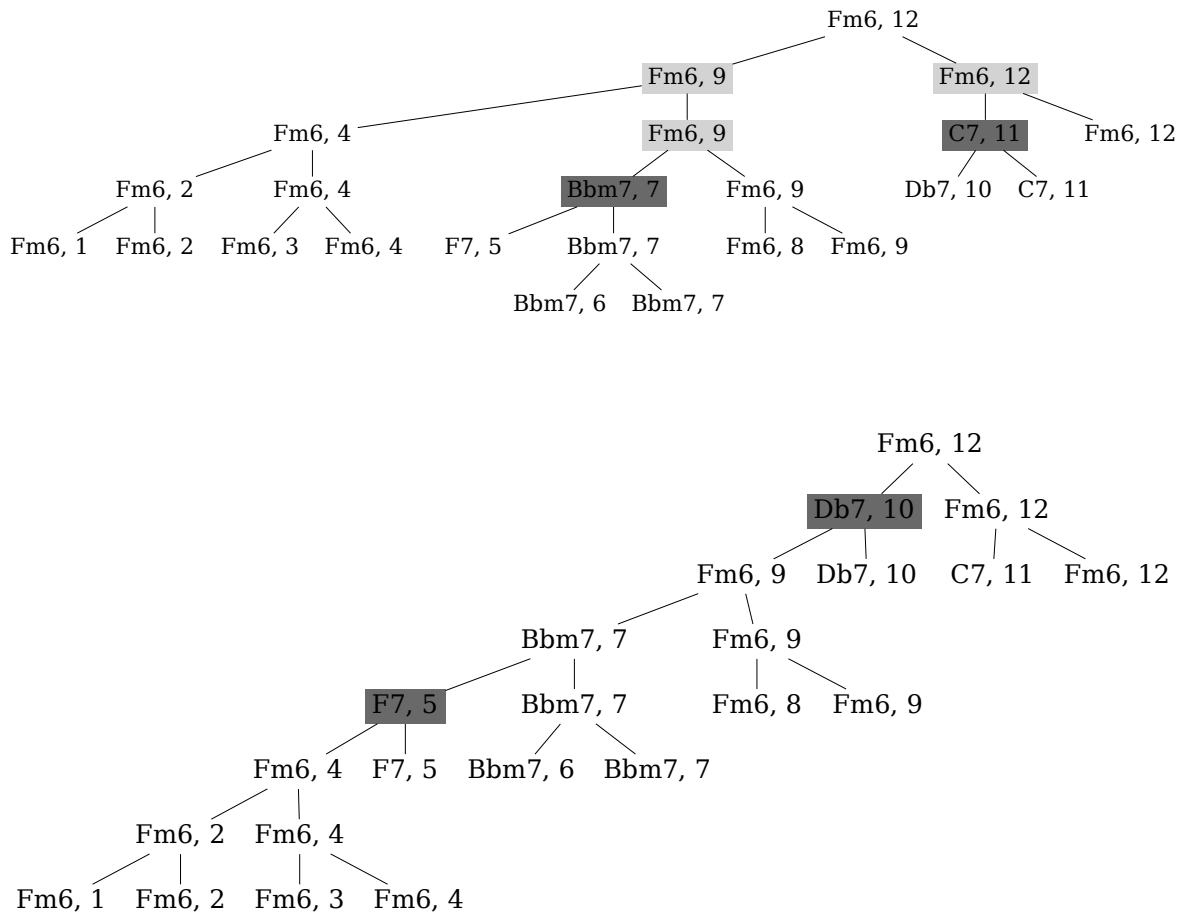 Fm6, 12
Fm6, 9 Fm6, 12
Fm6, 4 Fm6, 9 C7, 11 Fm6, 12
Fm6, 2 Fm6, 4 Bbm7, 7 Fm6, 9 Db7, 10 C7, 11
Fm6, 1 Fm6, 2 Fm6, 3 Fm6, 4 F7, 5 Bbm7, 7 Fm6, 8 Fm6, 9
Bbm7, 6 Bbm7, 7
Fm6, 12
Db7, 10 Fm6, 12
Fm6, 9 Db7, 10 C7, 11 Fm6, 12
Bbm7, 7 Fm6, 9
F7, 5 Bbm7, 7 Fm6, 8 Fm6, 9
Fm6, 4 F7, 5 Bbm7, 6 Bbm7, 7
Fm6, 2 Fm6, 4
Fm6, 1 Fm6, 2 Fm6, 3 Fm6, 4